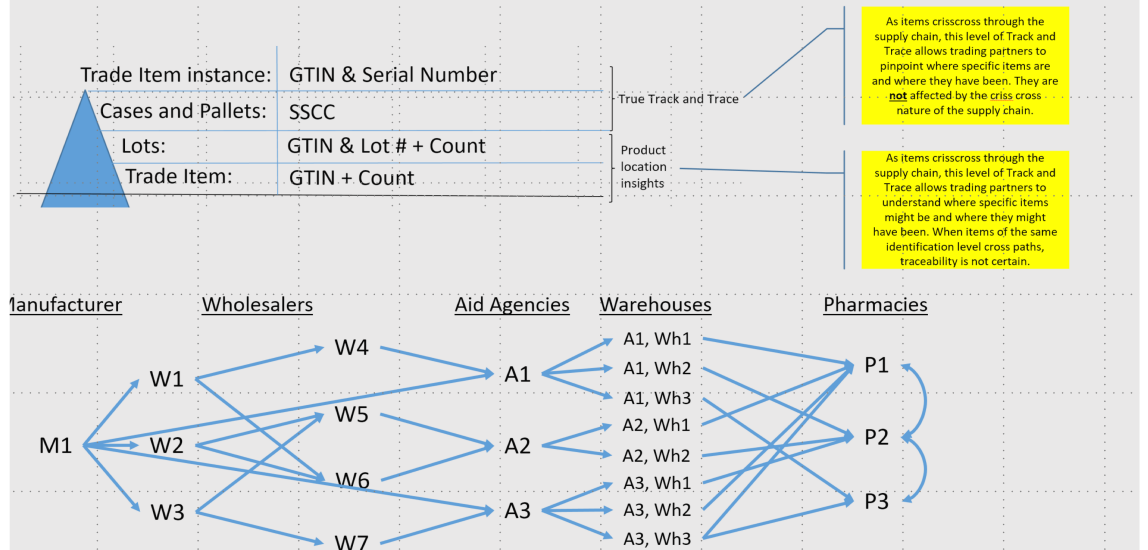 Trade Item instance: GTIN & Serial Number
Cases and Pallets: SSCC
Lots: GTIN & Lot # + Count
Trade Item: GTIN + Count
True Track and Trace
Product
location
insights
As items crisscross through the
supply chain, this level of Track and
Trace allows trading partners to
pinpoint where specific items are
and where they have been. They are
not affected by the criss cross
nature of the supply chain.
As items crisscross through the
supply chain, this level of Track and
Trace allows trading partners to
understand where specific items
might be and where they might
have been. When items of the same
identification level cross paths,
traceability is not certain.
Manufacturer Wholesalers Aid Agencies Warehouses Pharmacies
M1
W1
W2
W3
W4
W5
W6
W7
A1
A2
A3
A1, Wh1
A1, Wh2
A1, Wh3
A2, Wh1
A2, Wh2
A3, Wh1
A3, Wh2
A3, Wh3
P1
P2
P3